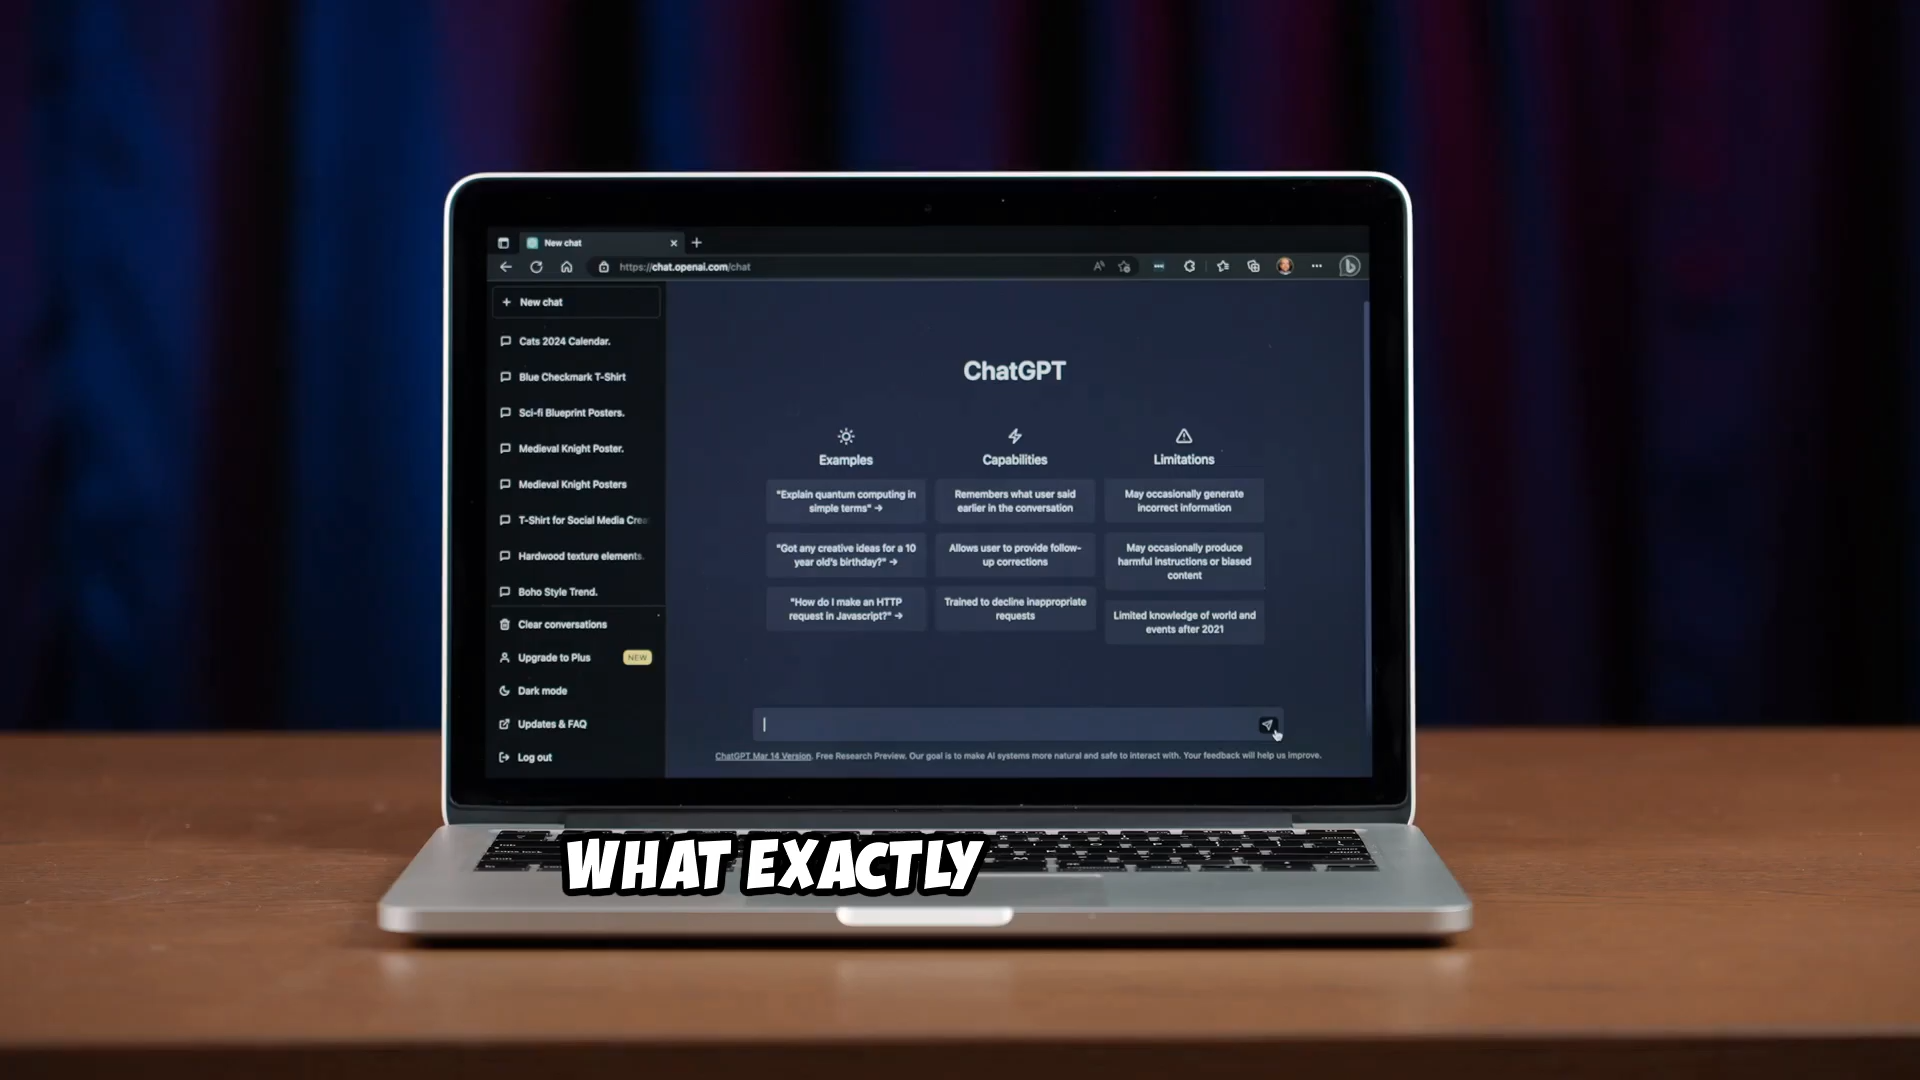 New chat
https://chat.openai.com/chat
New chat
Cats 2024 Calendar.
Blue Checkmark T-Shirt
Sci-fi Blueprint Posters.
Medieval Knight Poster.
Medieval Knight Posters
T-Shirt for Social Media Crea
Hardwood texture elements.
Boho Style Trend.
Clear conversations
Upgrade to Plus NEW
Dark mode
Updates & FAQ
Log out
ChatGPT
Examples
"Explain quantum computing in
simple terms" →
"Got any creative ideas for a 10
year old's birthday?" →
"How do I make an HTTP
request in Javascript?" →
Capabilities
Remembers what user said
earlier in the conversation
Allows user to provide follow-
up corrections
Trained to decline inappropriate
requests
Limitations
May occasionally generate
incorrect information
May occasionally produce
harmful instructions or biased
content
Limited knowledge of world and
events after 2021
ChatGPT Mar 14 Version. Free Research Preview. Our goal is to make AI systems more natural and safe to interact with. Your feedback will help us improve.
WHAT EXACTLY